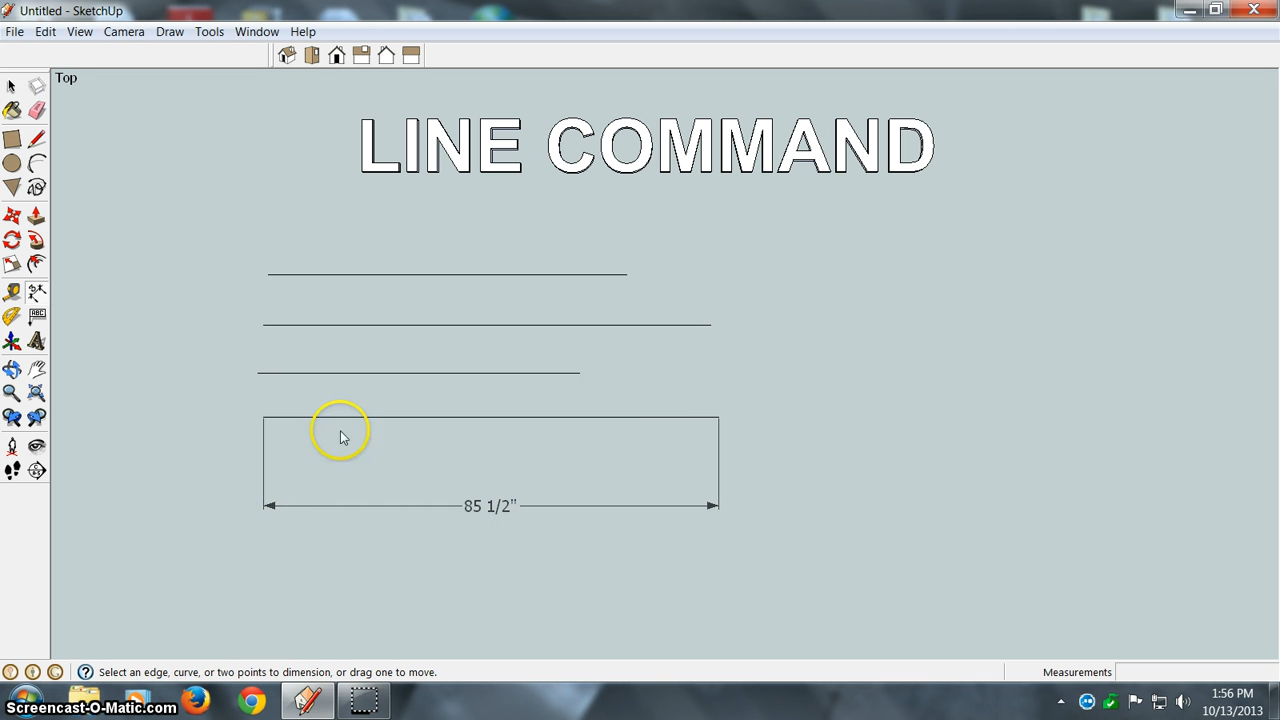 Untitled - SketchUp
File Edit View Camera Draw Tools Window Help
Top
LINE COMMAND
ABC
85 1/2"
Select an edge, curve, or two points to dimension, or drag one to move.
Measurements
Screencast-O-Matic.com
1:56 PM
10/13/2013